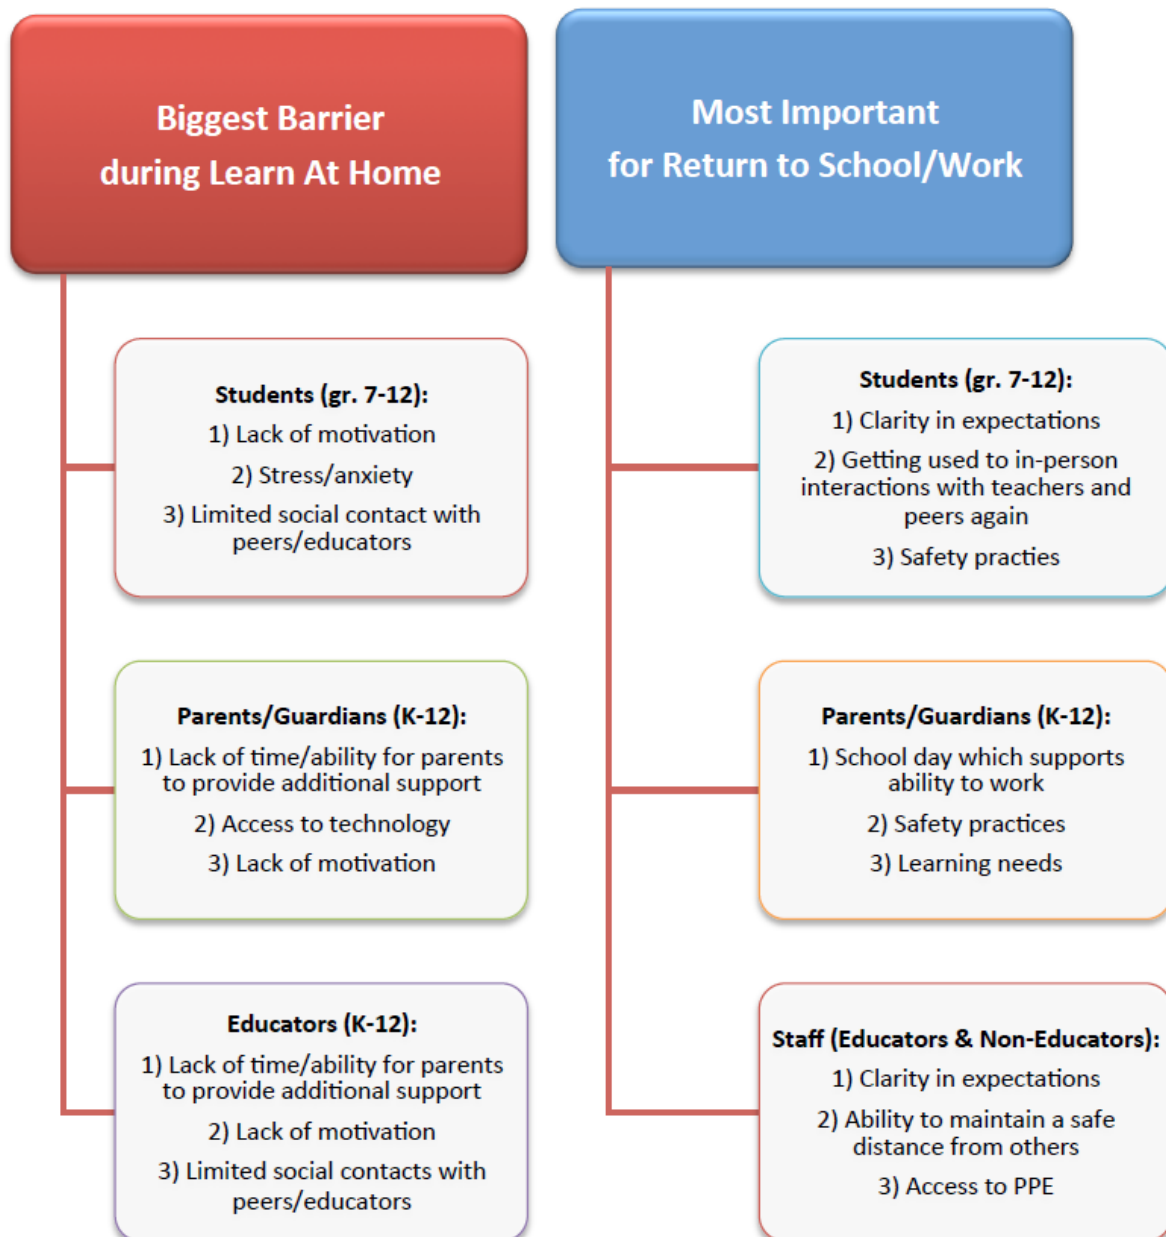 Biggest Barrier
during Learn At Home
Students (gr. 7-12):
1) Lack of motivation
2) Stress/anxiety
3) Limited social contact with
peers/educators
Parents/Guardians (K-12):
1) Lack of time/ability for parents
to provide additional support
2) Access to technology
3) Lack of motivation
Educators (K-12):
1) Lack of time/ability for parents
to provide additional support
2) Lack of motivation
3) Limited social contacts with
peers/educators
Most Important
for Return to School/Work
Students (gr. 7-12):
1) Clarity in expectations
2) Getting used to in-person
interactions with teachers and
peers again
3) Safety practies
Parents/Guardians (K-12):
1) School day which supports
ability to work
2) Safety practices
3) Learning needs
Staff (Educators & Non-Educators):
1) Clarity in expectations
2) Ability to maintain a safe
distance from others
3) Access to PPE